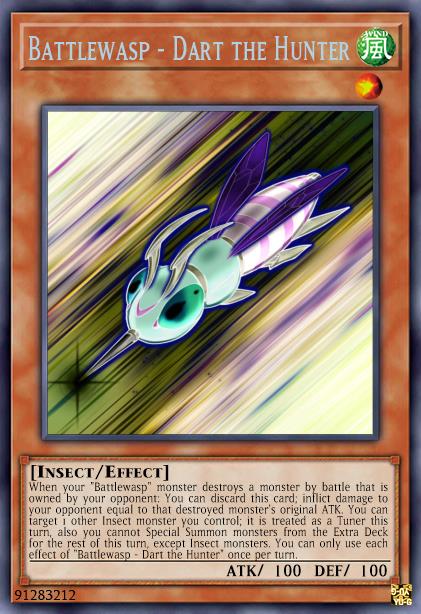 Battlewasp - Dart the Hunter
WIND
風
[Insect/Effect]
When your "Battlewasp" monster destroys a monster by battle that is
owned by your opponent: You can discard this card; inflict damage to
your opponent equal to that destroyed monster's original ATK. You can
target 1 other Insect monster you control; it is treated as a Tuner this
turn, also you cannot Special Summon monsters from the Extra Deck
for the rest of this turn, except Insect monsters. You can only use each
effect of "Battlewasp - Dart the Hunter" once per turn.
ATK/ 100 DEF/ 100
91283212